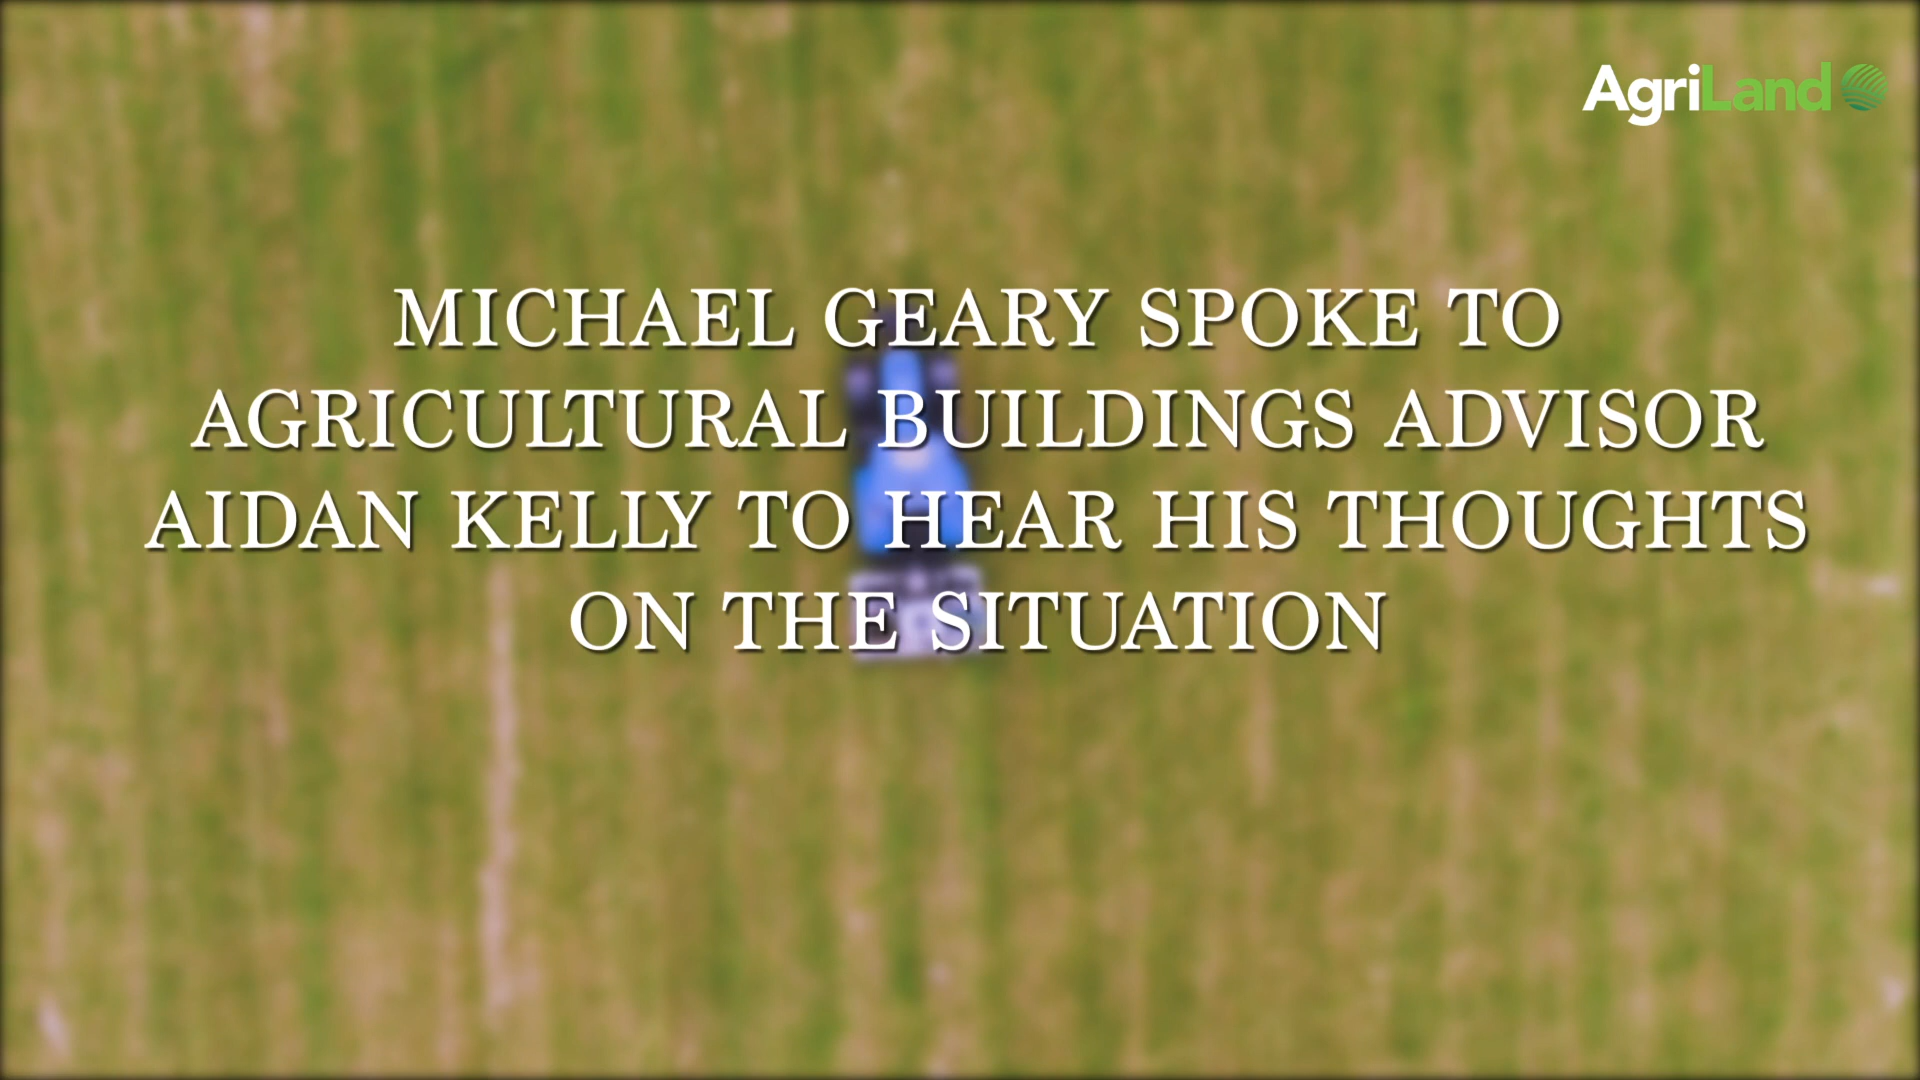 AgriLand
MICHAEL GEARY SPOKE TO
AGRICULTURAL BUILDINGS ADVISOR
AIDAN KELLY TO HEAR HIS THOUGHTS
ON THE SITUATION